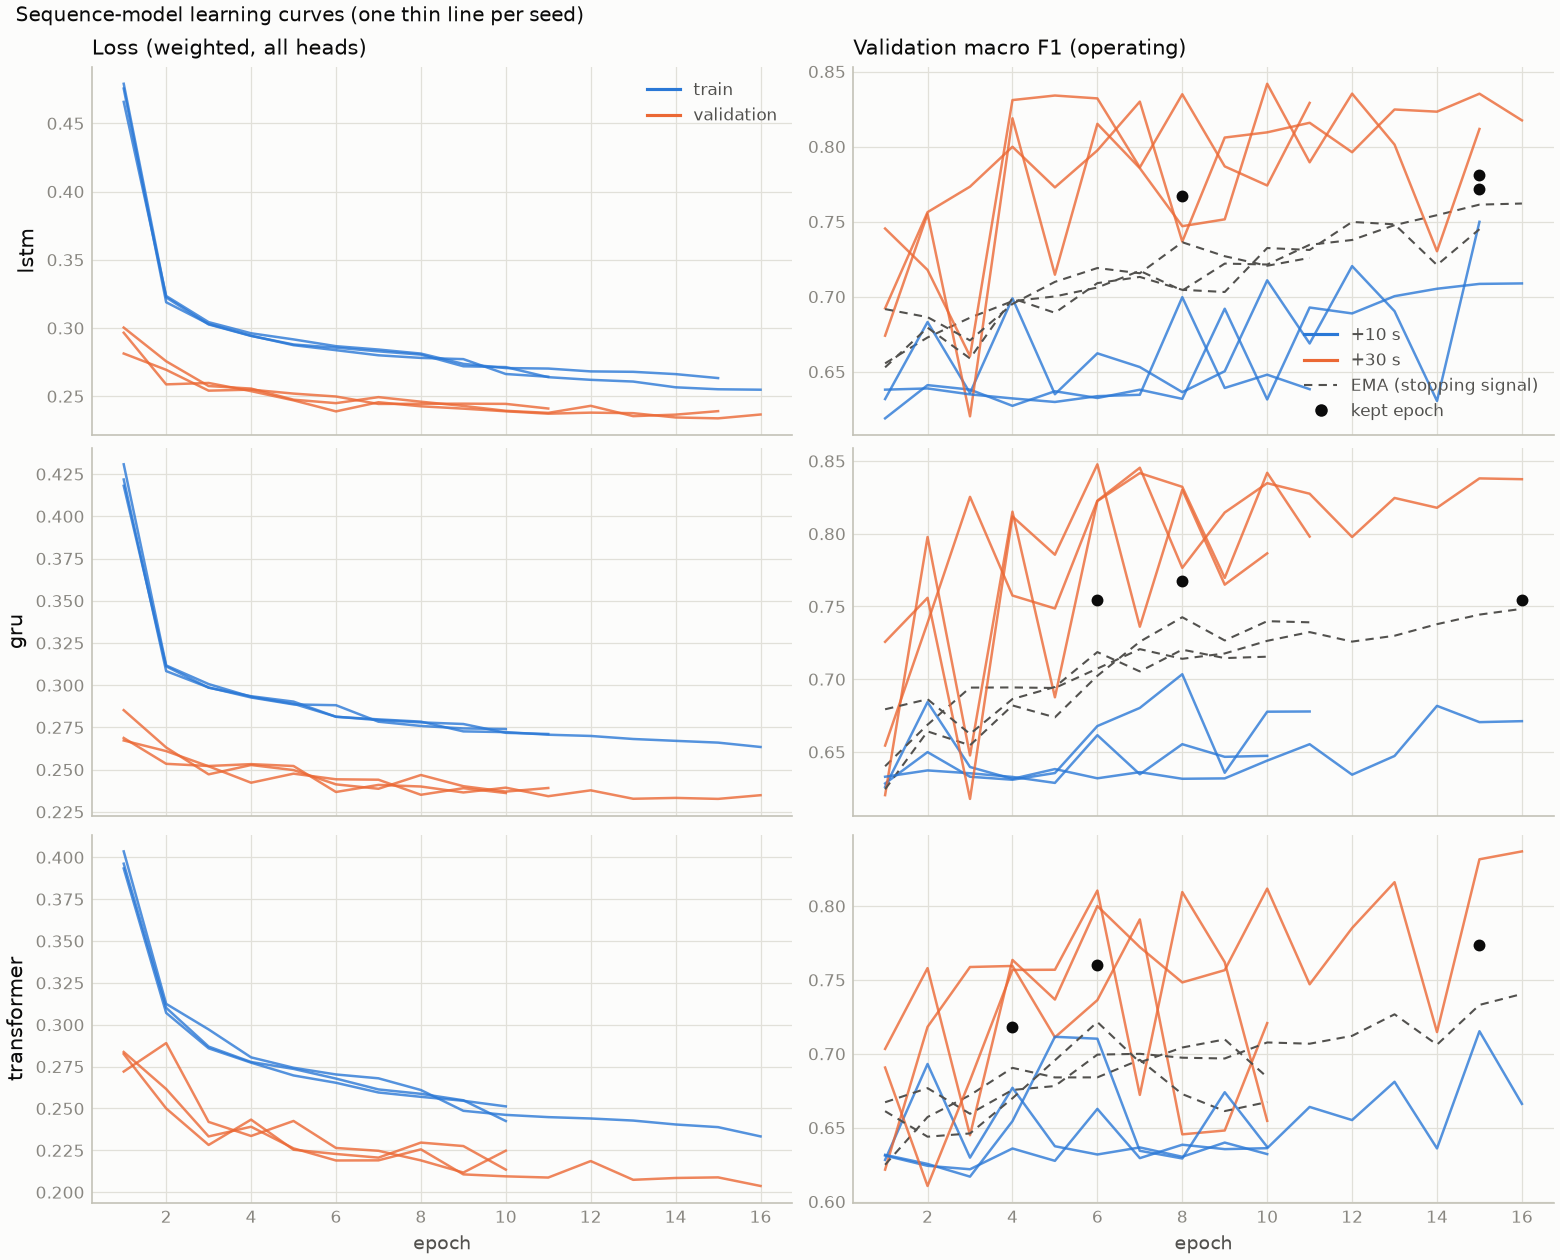 Sequence-model learning curves (one thin line per seed)
Loss (weighted, all heads)
Validation macro F1 (operating)
lstm
0.45
0.40
0.35
0.30
0.25
train
validation
0.85
0.80
0.75
0.70
0.65
+10 s
+30 s
EMA (stopping signal)
kept epoch
gru
0.425
0.400
0.375
0.350
0.325
0.300
0.275
0.250
0.225
0.85
0.80
0.75
0.70
0.65
transformer
0.400
0.375
0.350
0.325
0.300
0.275
0.250
0.225
0.200
2 4 6 8 10 12 14 16
epoch
0.80
0.75
0.70
0.65
0.60
2 4 6 8 10 12 14 16
epoch